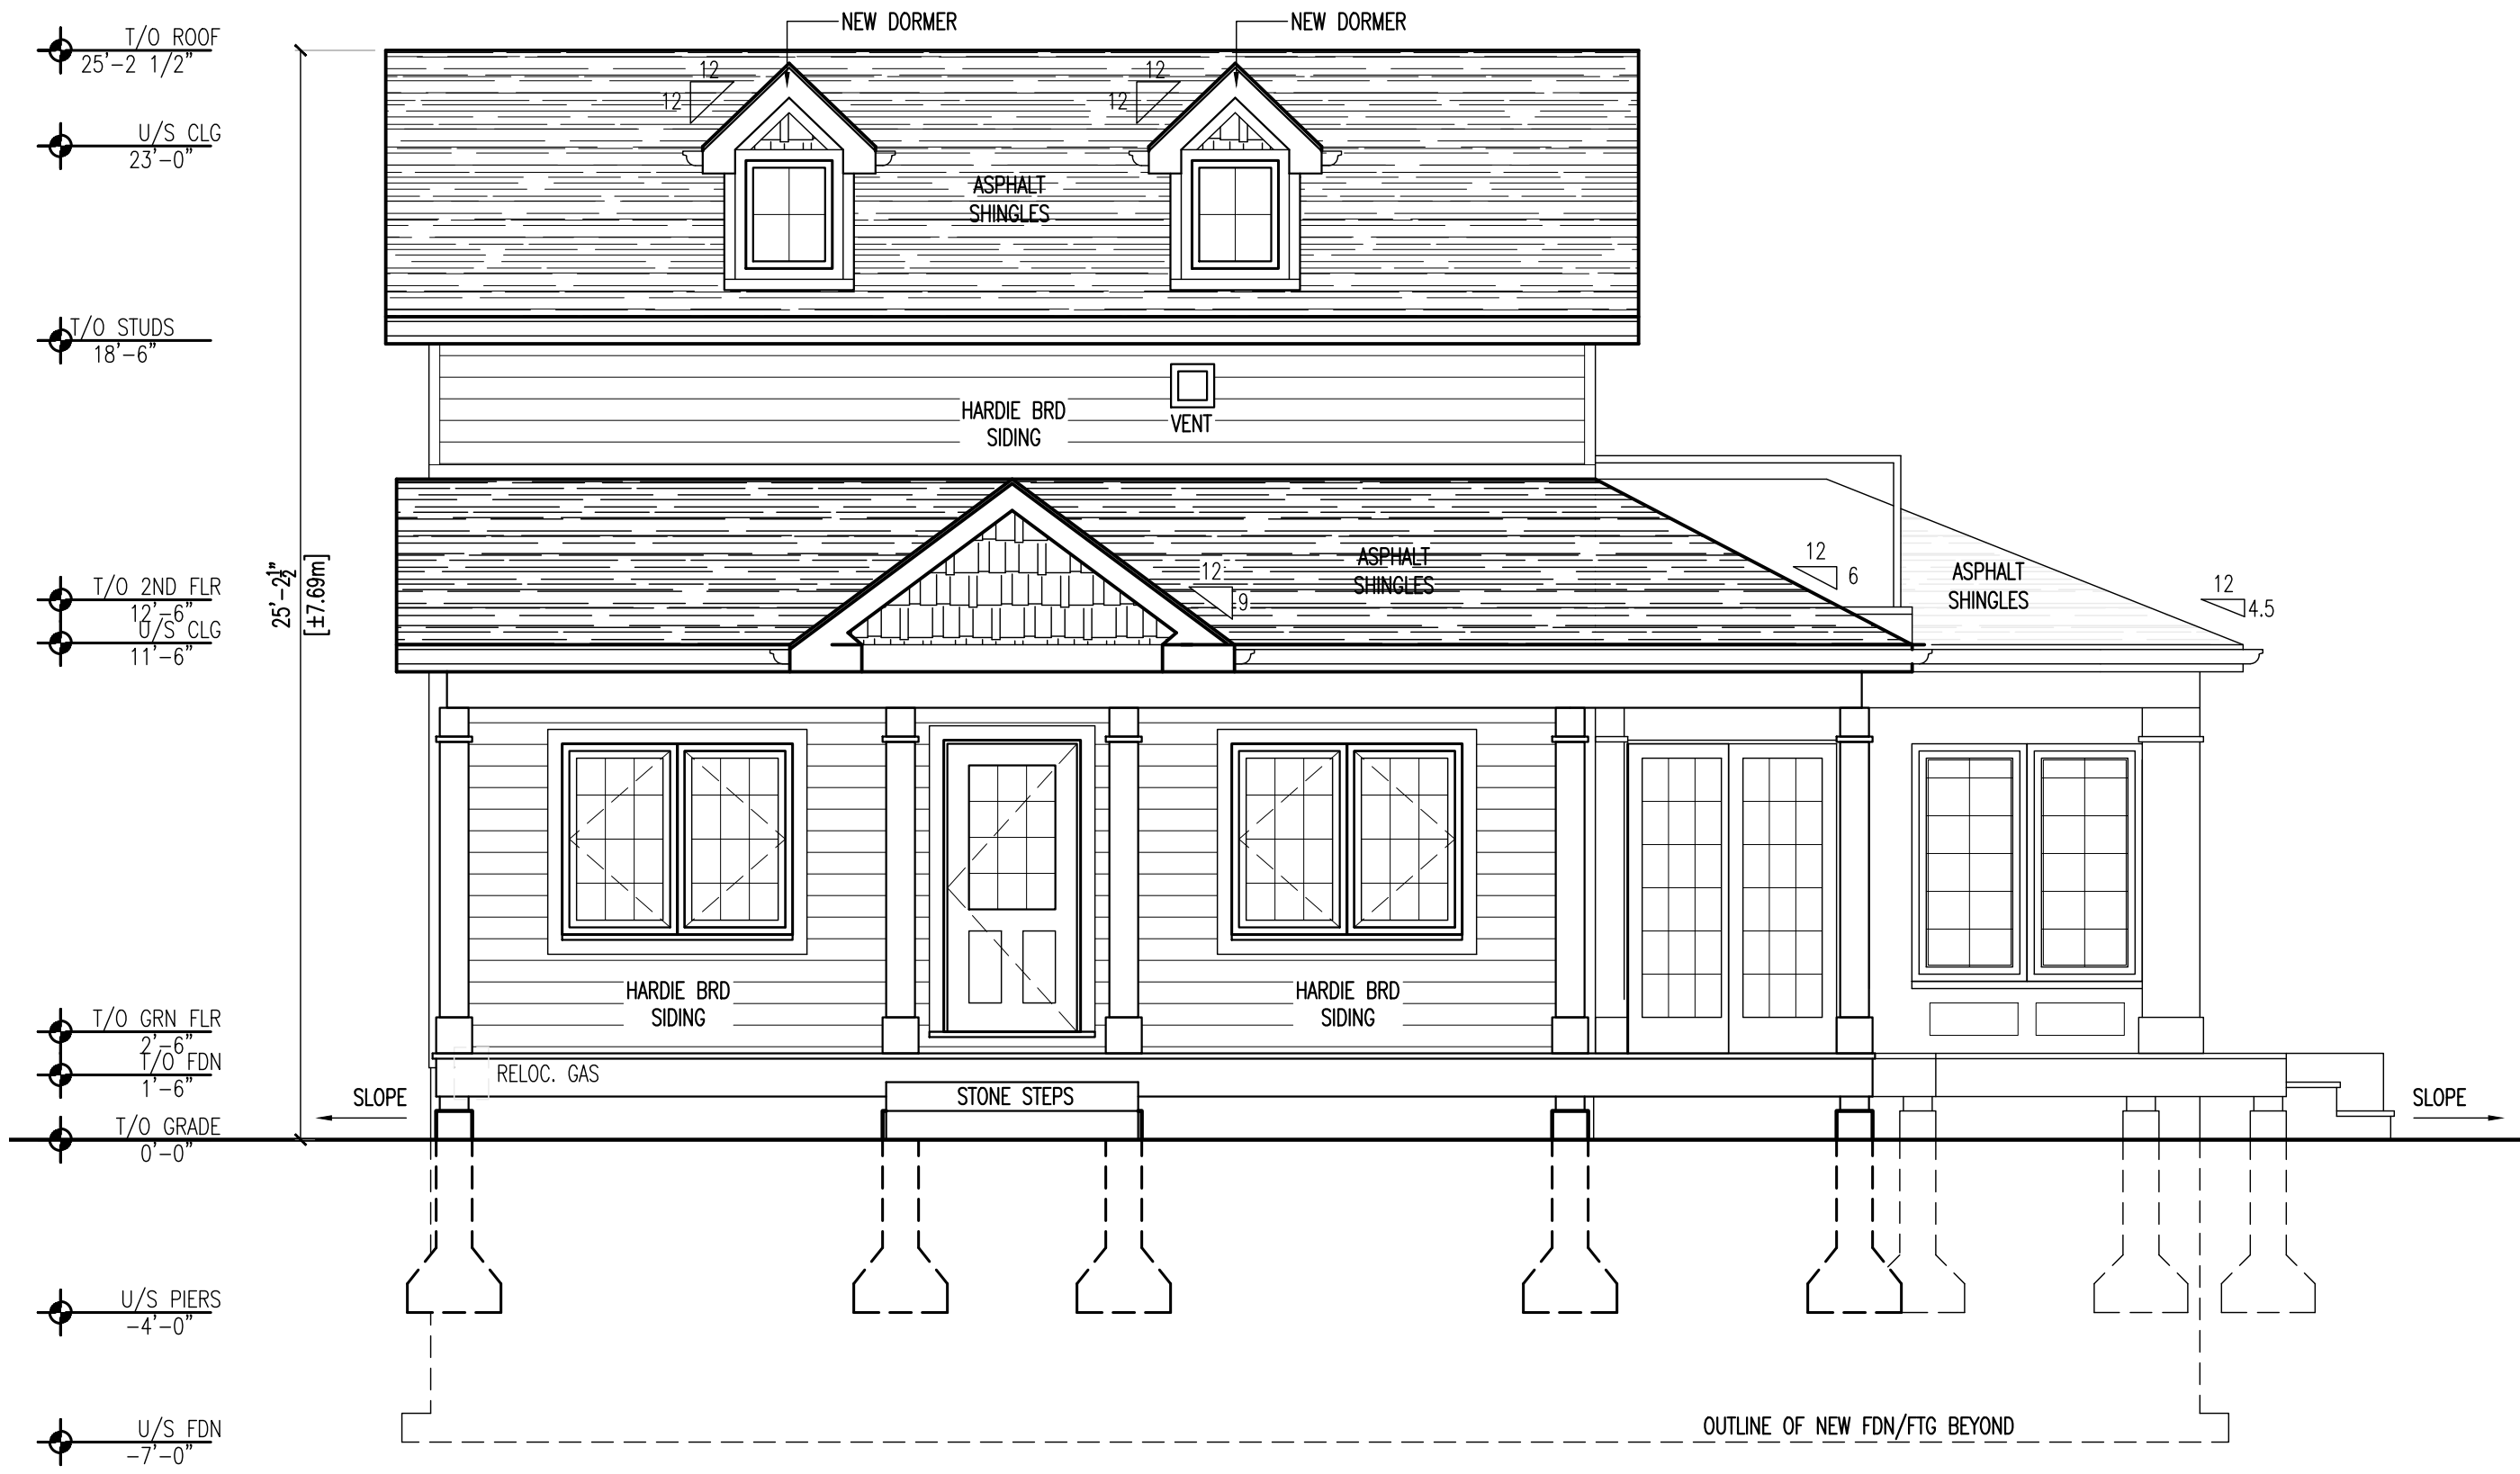 NEW DORMER
NEW DORMER
T/O ROOF
25'-2 1/2"
12
12
12
12
U/S CLG
23'-0"
ASPHALT
SHINGLES
T/O STUDS
18'-6"
HARDIE BRD
SIDING
VENT
25'-2 1/2"
[±7.69m]
12
6
ASPHALT
SHINGLES
12
9
ASPHALT
SHINGLES
12
4.5
T/O 2ND FLR
12'-6"
U/S CLG
11'-6"
HARDIE BRD
SIDING
HARDIE BRD
SIDING
T/O GRN FLR
2'-6"
T/O FDN
1'-6"
RELOC. GAS
SLOPE
STONE STEPS
SLOPE
T/O GRADE
0'-0"
U/S PIERS
-4'-0"
OUTLINE OF NEW FDN/FTG BEYOND
U/S FDN
-7'-0"